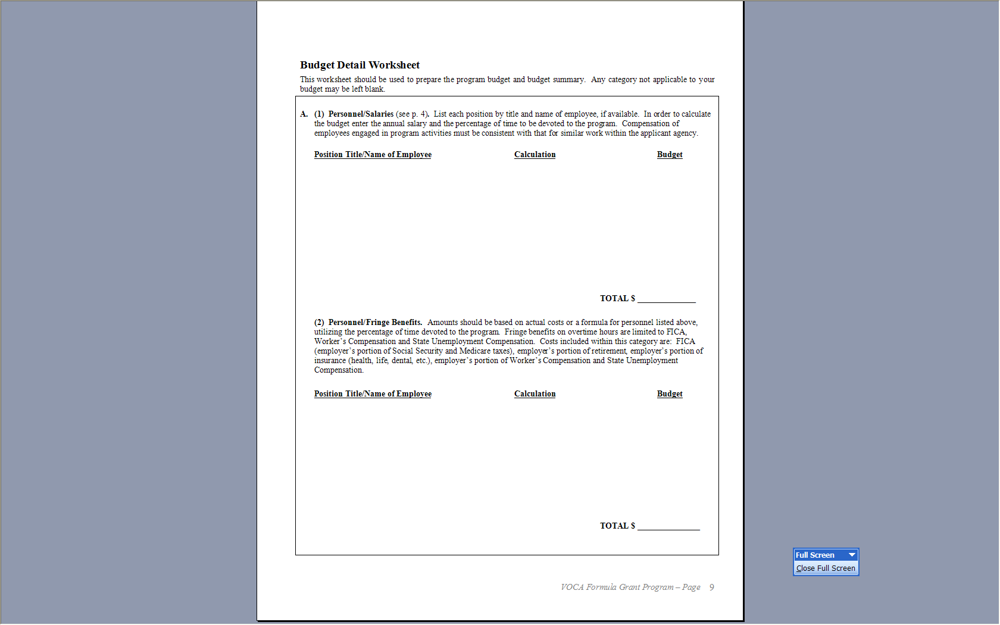 Budget Detail Worksheet
This worksheet should be used to prepare the program budget and budget summary.  Any category not applicable to your
budget may be left blank.
A.  (1)  Personnel/Salaries (see p. 4).  List each position by title and name of employee, if available.  In order to calculate
the budget enter the annual salary and the percentage of time to be devoted to the program.  Compensation of
employees engaged in program activities must be consistent with that for similar work within the applicant agency.
Position Title/Name of Employee Calculation Budget
TOTAL $ ______________
(2)  Personnel/Fringe Benefits.  Amounts should be based on actual costs or a formula for personnel listed above,
utilizing the percentage of time devoted to the program.  Fringe benefits on overtime hours are limited to FICA,
Worker’s Compensation and State Unemployment Compensation.  Costs included within this category are:  FICA
(employer’s portion of Social Security and Medicare taxes), employer’s portion of retirement, employer’s portion of
insurance (health, life, dental, etc.), employer’s portion of Worker’s Compensation and State Unemployment
Compensation.
Position Title/Name of Employee Calculation Budget
TOTAL $ _______________
Full Screen
Close Full Screen
VOCA Formula Grant Program – Page 9